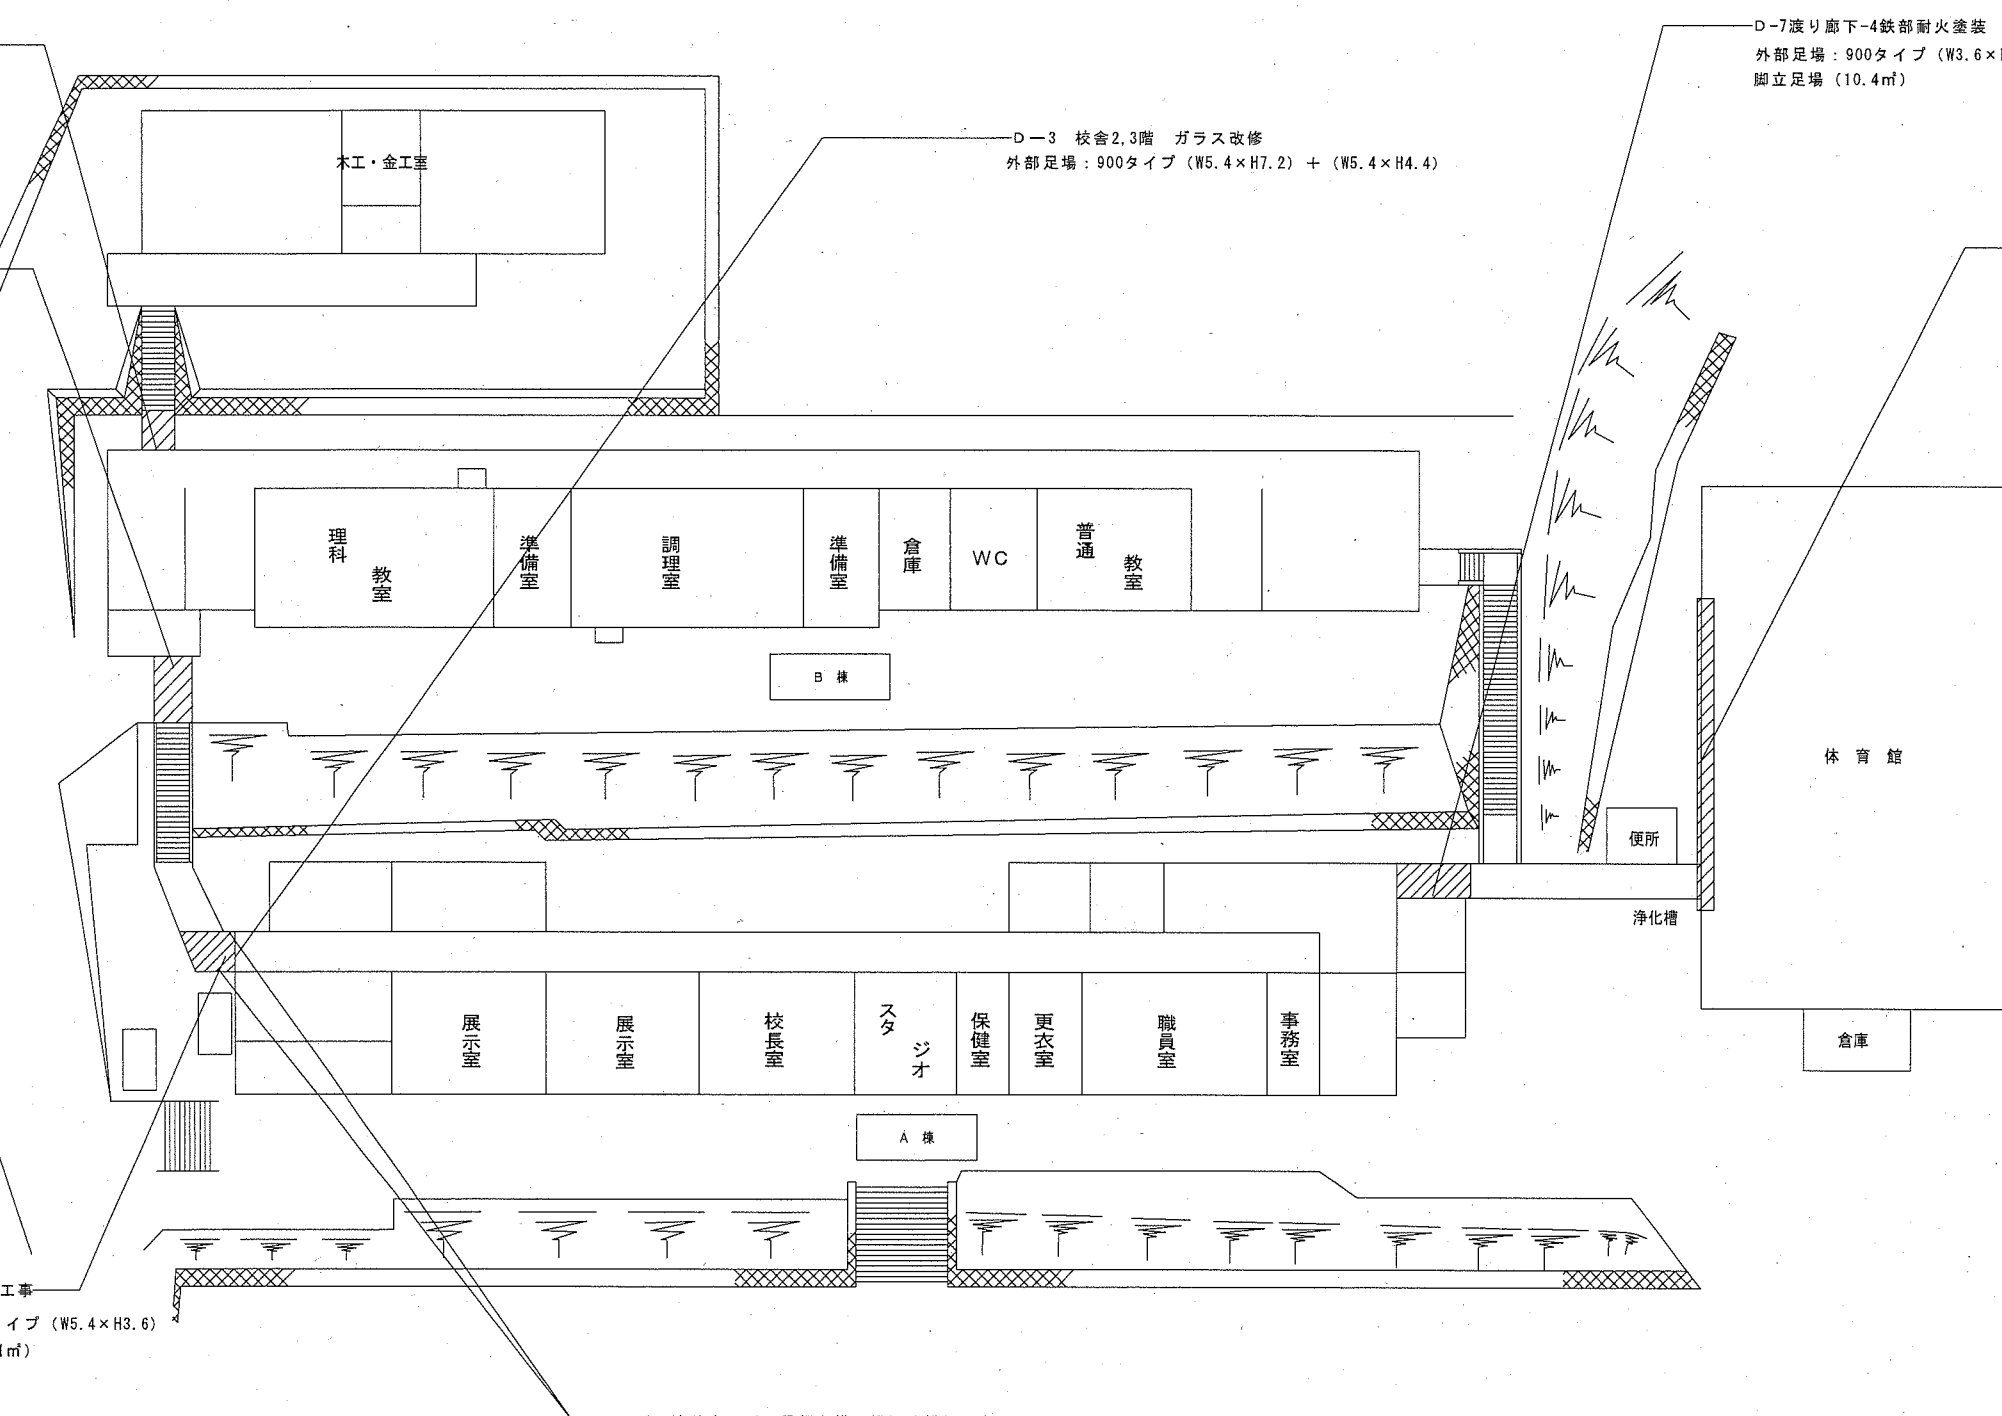 D-7渡り廊下-4鉄部耐火塗装
外部足場：900タイプ（W3.6×
脚立足場（10.4㎡）
D－3 校舎2,3階 ガラス改修
外部足場：900タイプ（W5.4×H7.2）＋（W5.4×H4.4）
木工・金工室
理科教室
準備室
調理室
準備室
倉庫
WC
普通教室
B 棟
体育館
便所
浄化槽
展示室
展示室
校長室
スタジオ
保健室
更衣室
職員室
事務室
倉庫
A 棟
工事
イプ（W5.4×H3.6）
㎡）